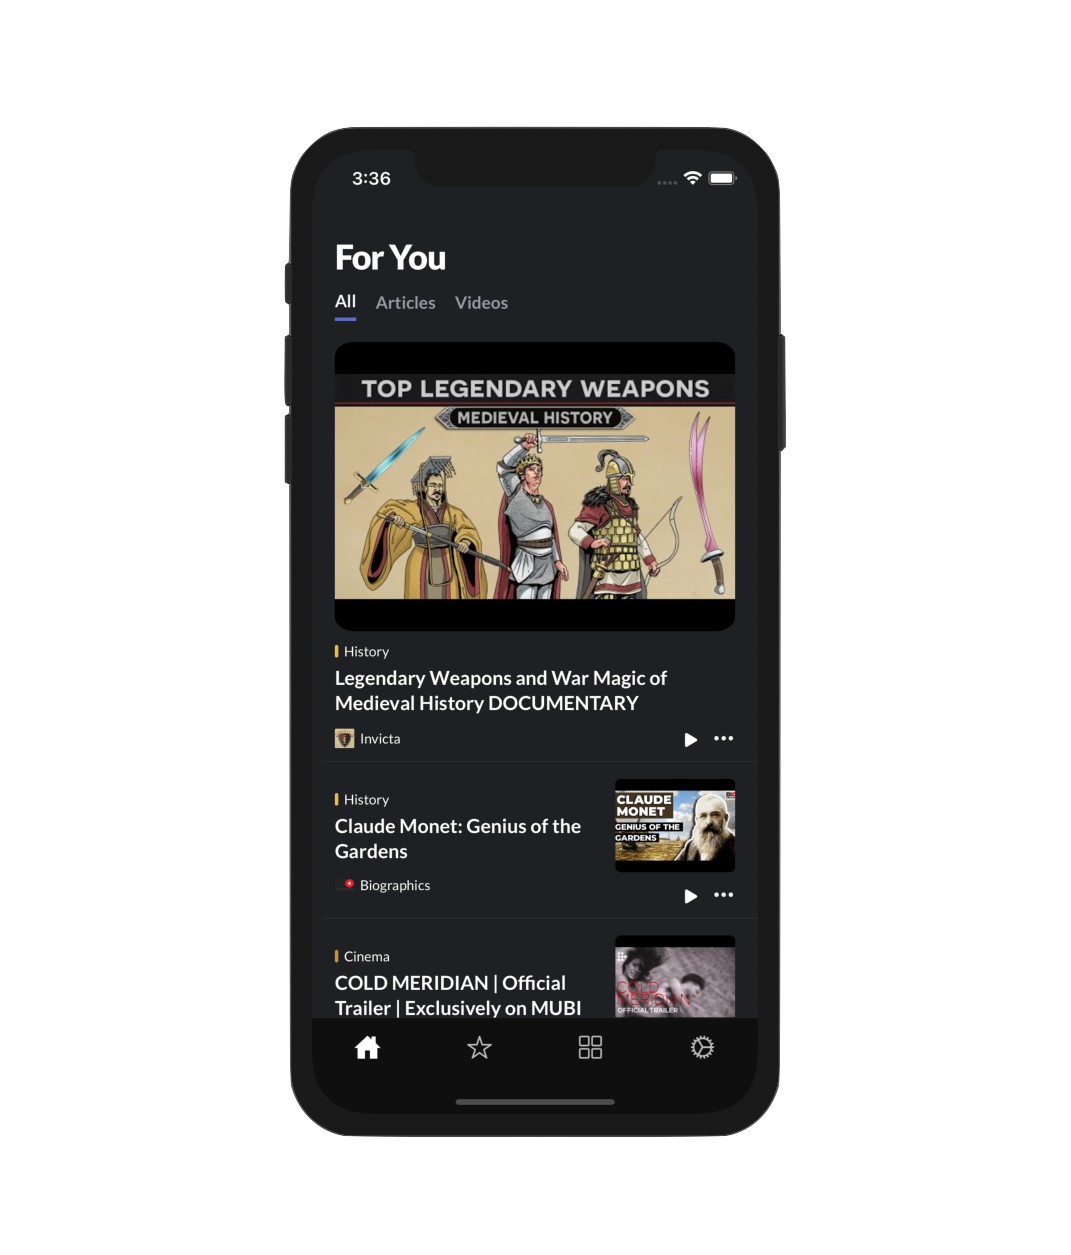 3:36
For You
All Articles Videos
TOP LEGENDARY WEAPONS
MEDIEVAL HISTORY
History
Legendary Weapons and War Magic of
Medieval History DOCUMENTARY
Invicta
History
Claude Monet: Genius of the
Gardens
Biographics
CLAUDE
MONET
GENIUS OF THE
GARDENS
Cinema
COLD MERIDIAN | Official
Trailer | Exclusively on MUBI
COLD
MERIDIAN
OFFICIAL TRAILER